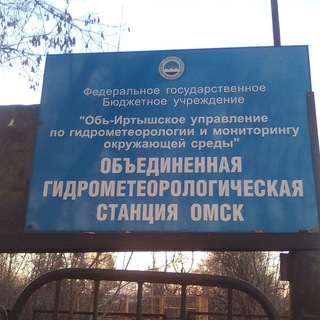 Федеральное государственное
Бюджетное учреждение
"Обь-Иртышское управление
по гидрометеорологии и мониторингу
окружающей среды"
ОБЪЕДИНЕННАЯ
ГИДРОМЕТЕОРОЛОГИЧЕСКАЯ
СТАНЦИЯ ОМСК